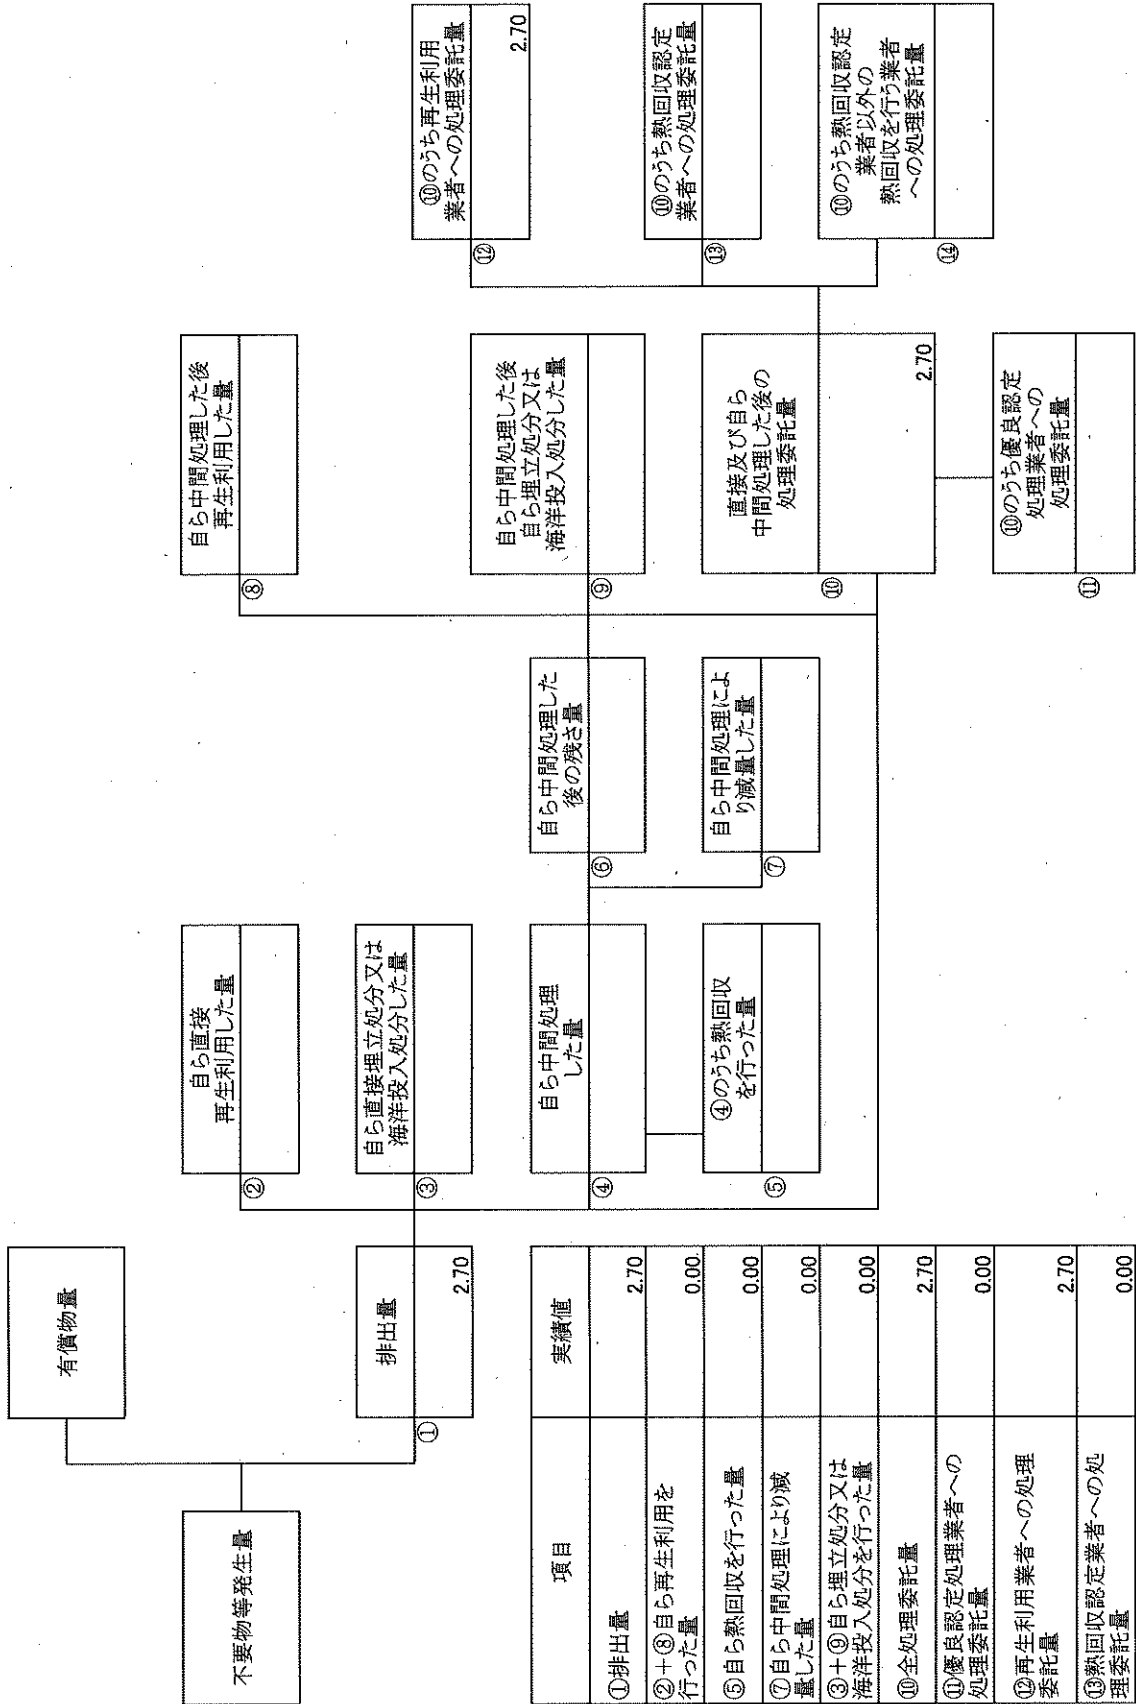 不要物等発生量
有償物量
排出量
①
2.70
自ら直接
再生利用した量
②
自ら直接埋立処分又は
海洋投入処分した量
③
自ら中間処理
した量
④
④のうち熱回収
を行った量
⑤
自ら中間処理した
後の残さ量
⑥
自ら中間処理によ
り減量した量
⑦
自ら中間処理した後
再生利用した量
⑧
自ら中間処理した後
自ら埋立処分又は
海洋投入処分した量
⑨
直接及び自ら
中間処理した後の
処理委託量
⑩
2.70
⑩のうち優良認定
処理業者への
処理委託量
⑪
⑩のうち再生利用
業者への処理委託量
⑫
2.70
⑩のうち熱回収認定
業者への処理委託量
⑬
⑩のうち熱回収認定
業者以外の
熱回収を行う業者
への処理委託量
⑭
項目 実績値
①排出量 2.70
②+⑧自ら再生利用を
行った量 0.00
⑤自ら熱回収を行った量 0.00
⑦自ら中間処理により減
量した量 0.00
③+⑨自ら埋立処分又は
海洋投入処分を行った量 0.00
⑩全処理委託量 2.70
⑪優良認定処理業者への
処理委託量 0.00
⑫再生利用業者への処理
委託量 2.70
⑬熱回収認定業者への処
理委託量 0.00